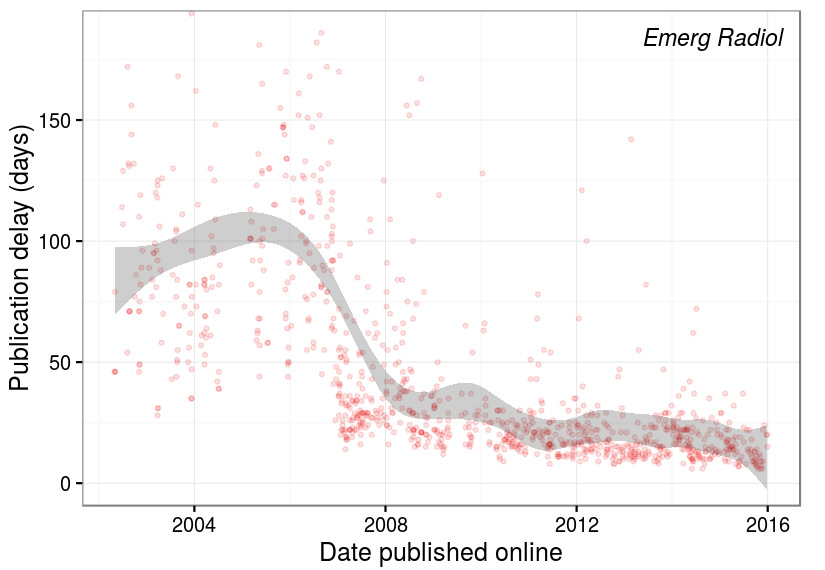 Emerg Radiol
Publication delay (days)
150
100
50
0
2004 2008 2012 2016
Date published online